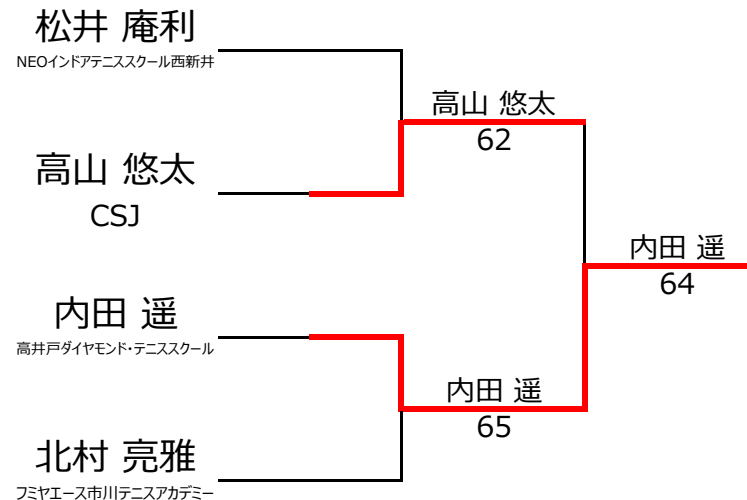 松井 庵利
NEOインドアテニススクール西新井
高山 悠太
62
高山 悠太
CSJ
内田 遥
64
内田 遥
高井戸ダイヤモンド・テニススクール
内田 遥
65
北村 亮雅
フミヤエース市川テニスアカデミー